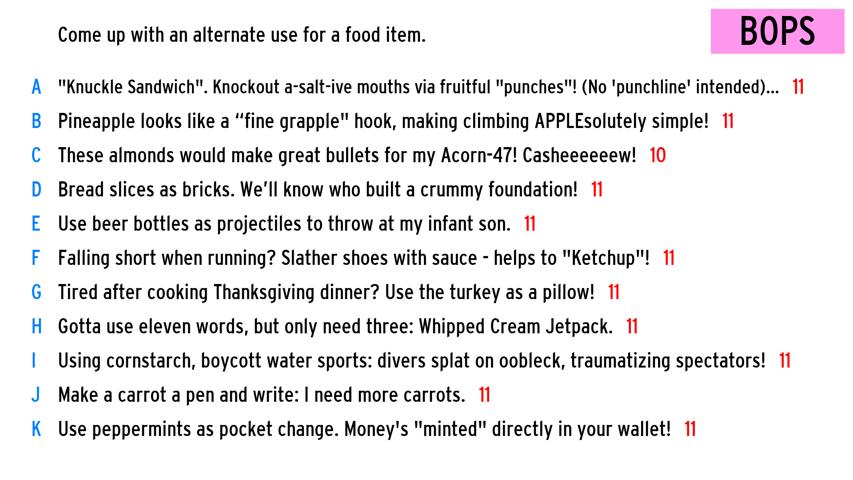 Come up with an alternate use for a food item.
BOPS
A "Knuckle Sandwich". Knockout a-salt-ive mouths via fruitful "punches"! (No 'punchline' intended)... 11
B Pineapple looks like a “fine grapple" hook, making climbing APPLEsolutely simple! 11
C These almonds would make great bullets for my Acorn-47! Casheeeeeew! 10
D Bread slices as bricks. We’ll know who built a crummy foundation! 11
E Use beer bottles as projectiles to throw at my infant son. 11
F Falling short when running? Slather shoes with sauce - helps to "Ketchup"! 11
G Tired after cooking Thanksgiving dinner? Use the turkey as a pillow! 11
H Gotta use eleven words, but only need three: Whipped Cream Jetpack. 11
I Using cornstarch, boycott water sports: divers splat on oobleck, traumatizing spectators! 11
J Make a carrot a pen and write: I need more carrots. 11
K Use peppermints as pocket change. Money's "minted" directly in your wallet! 11